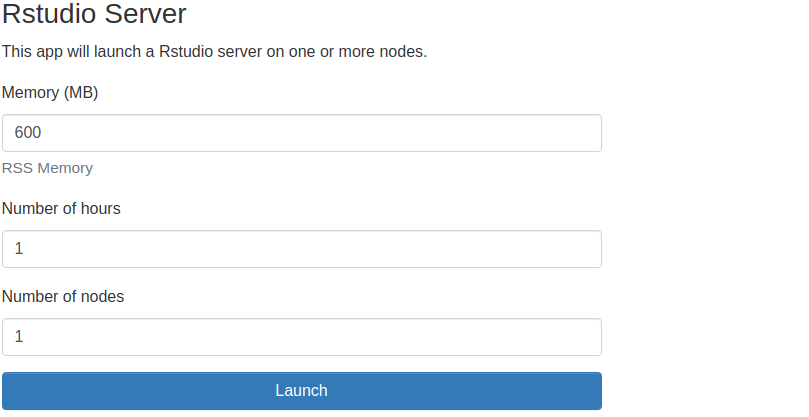 Rstudio Server
This app will launch a Rstudio server on one or more nodes.
Memory (MB)
600
RSS Memory
Number of hours
1
Number of nodes
1
Launch